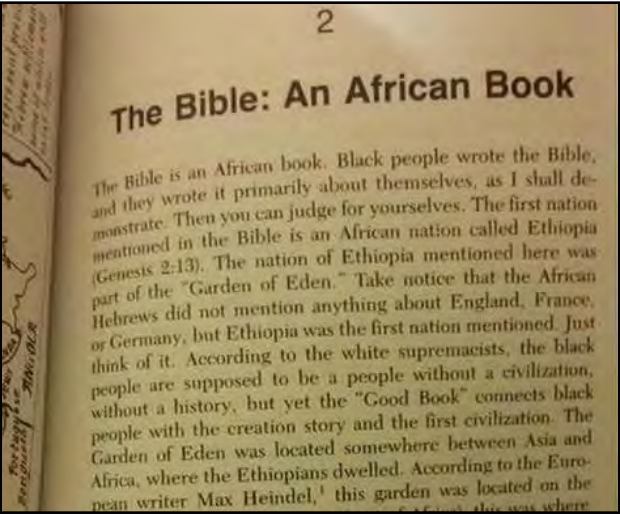 2
The Bible: An African Book
The Bible is an African book. Black people wrote the Bible,
and they wrote it primarily about themselves, as I shall de-
monstrate. Then you can judge for yourselves. The first nation
mentioned in the Bible is an African nation called Ethiopia
(Genesis 2:13). The nation of Ethiopia mentioned here was
part of the "Garden of Eden." Take notice that the African
Hebrews did not mention anything about England, France,
or Germany, but Ethiopia was the first nation mentioned. Just
think of it. According to the white supremacists, the black
people are supposed to be a people without a civilization,
without a history, but yet the "Good Book" connects black
people with the creation story and the first civilization. The
Garden of Eden was located somewhere between Asia and
Africa, where the Ethiopians dwelled. According to the Euro-
pean writer Max Heindel,¹ this garden was located on the
this was where
Portuguese
ANGOLA